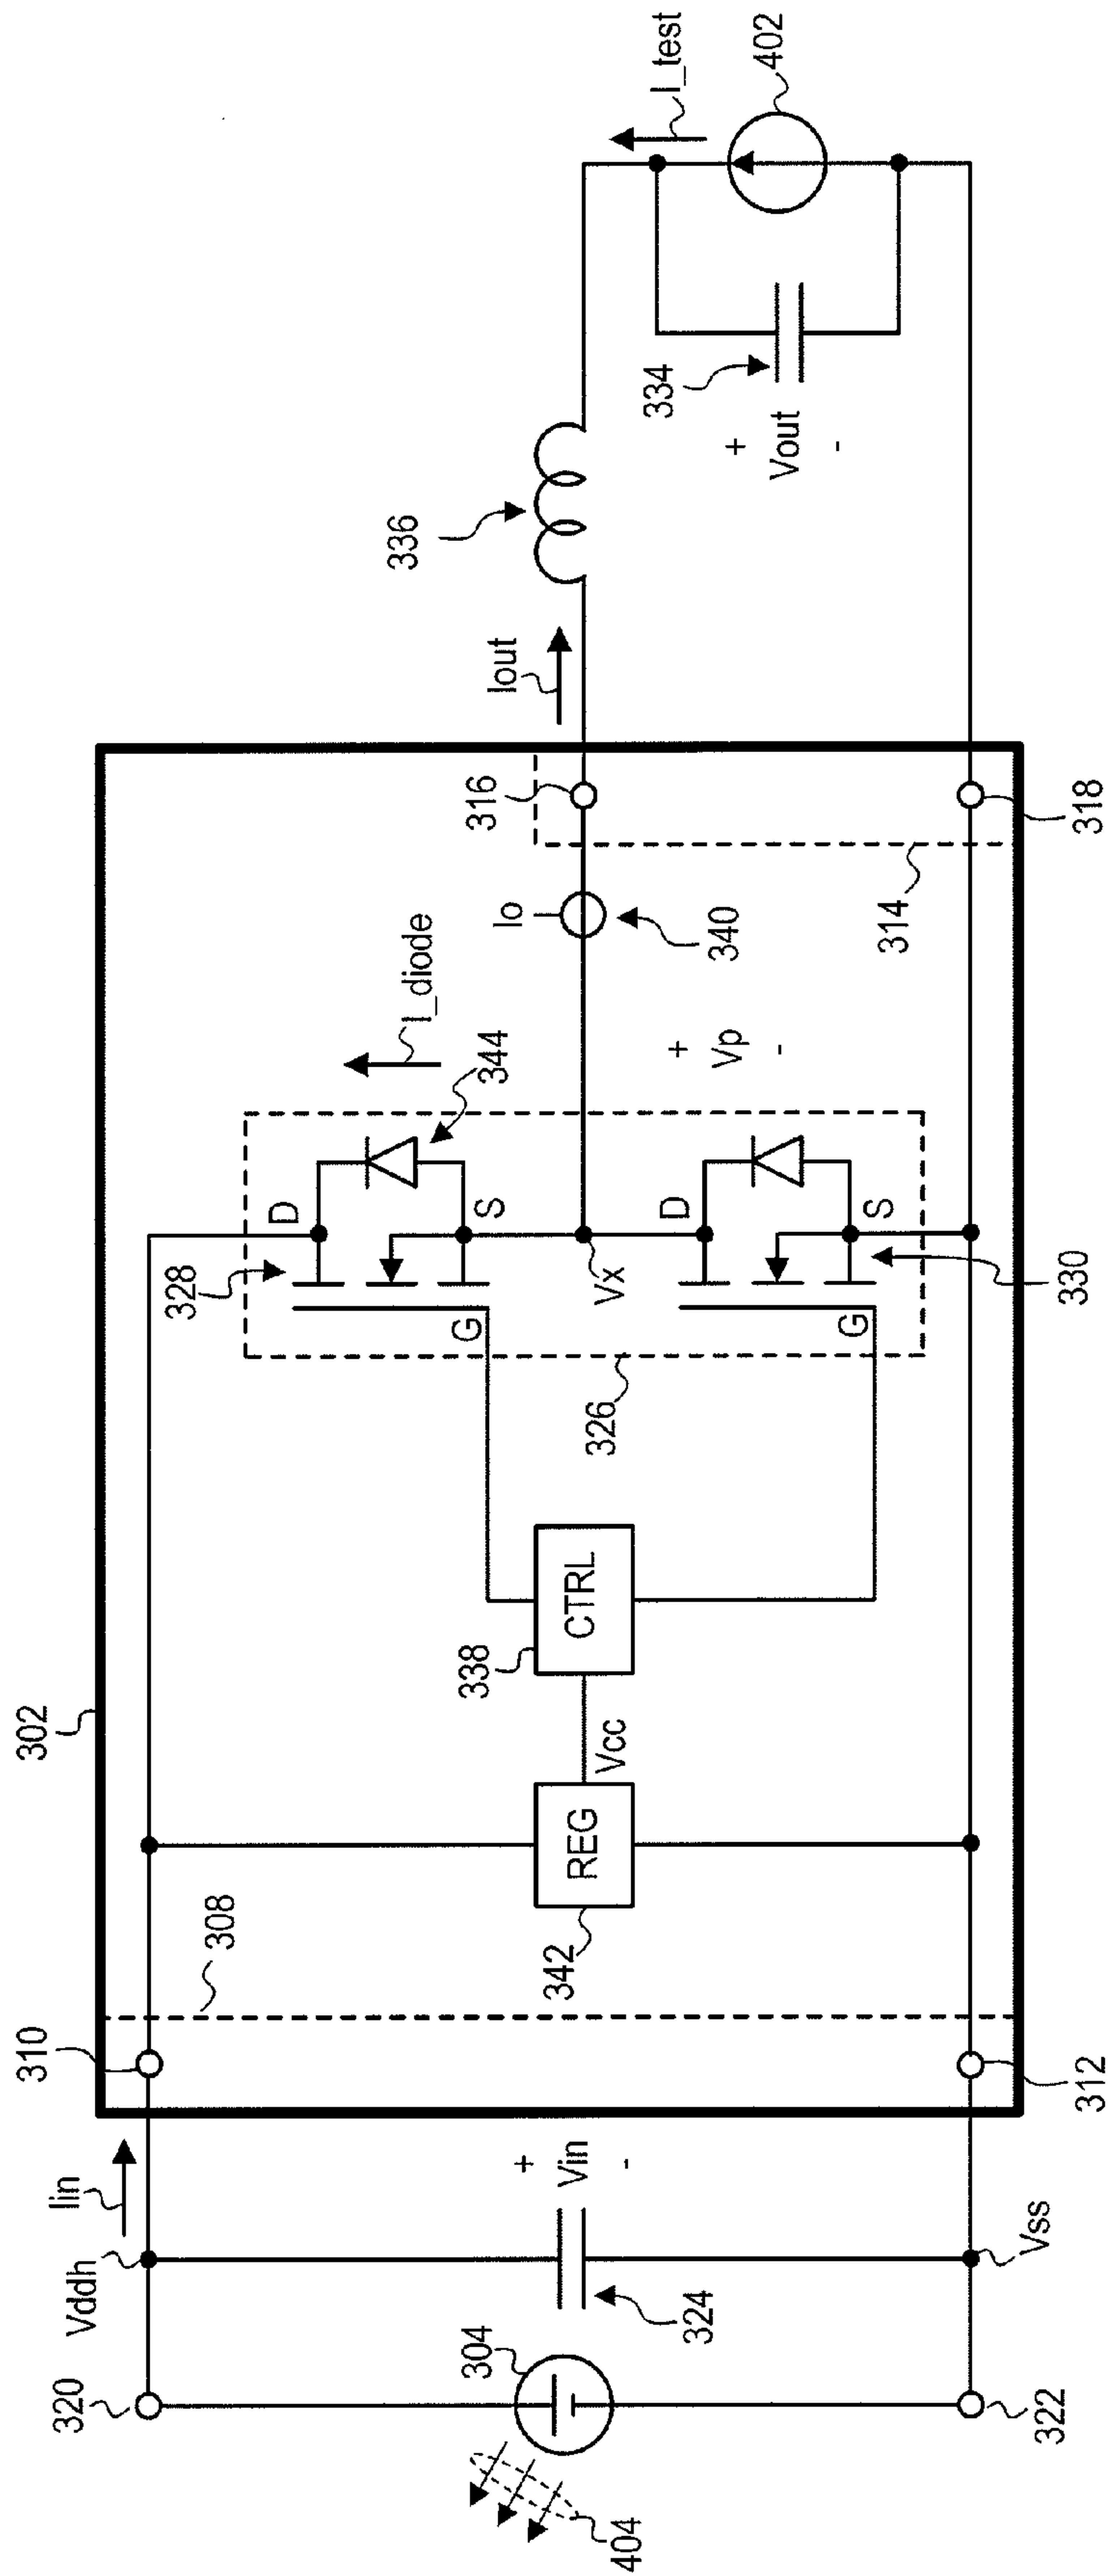 302
Iin
Vddh
320
310
308
304
404
322
324
+
Vin
-
Vss
312
342
REG
Vcc
338
CTRL
326
328
D
G
S
Vx
D
G
S
330
344
I_diode
+
Vp
-
Io
340
314
316
318
Iout
336
334
+
Vout
-
I_test
402